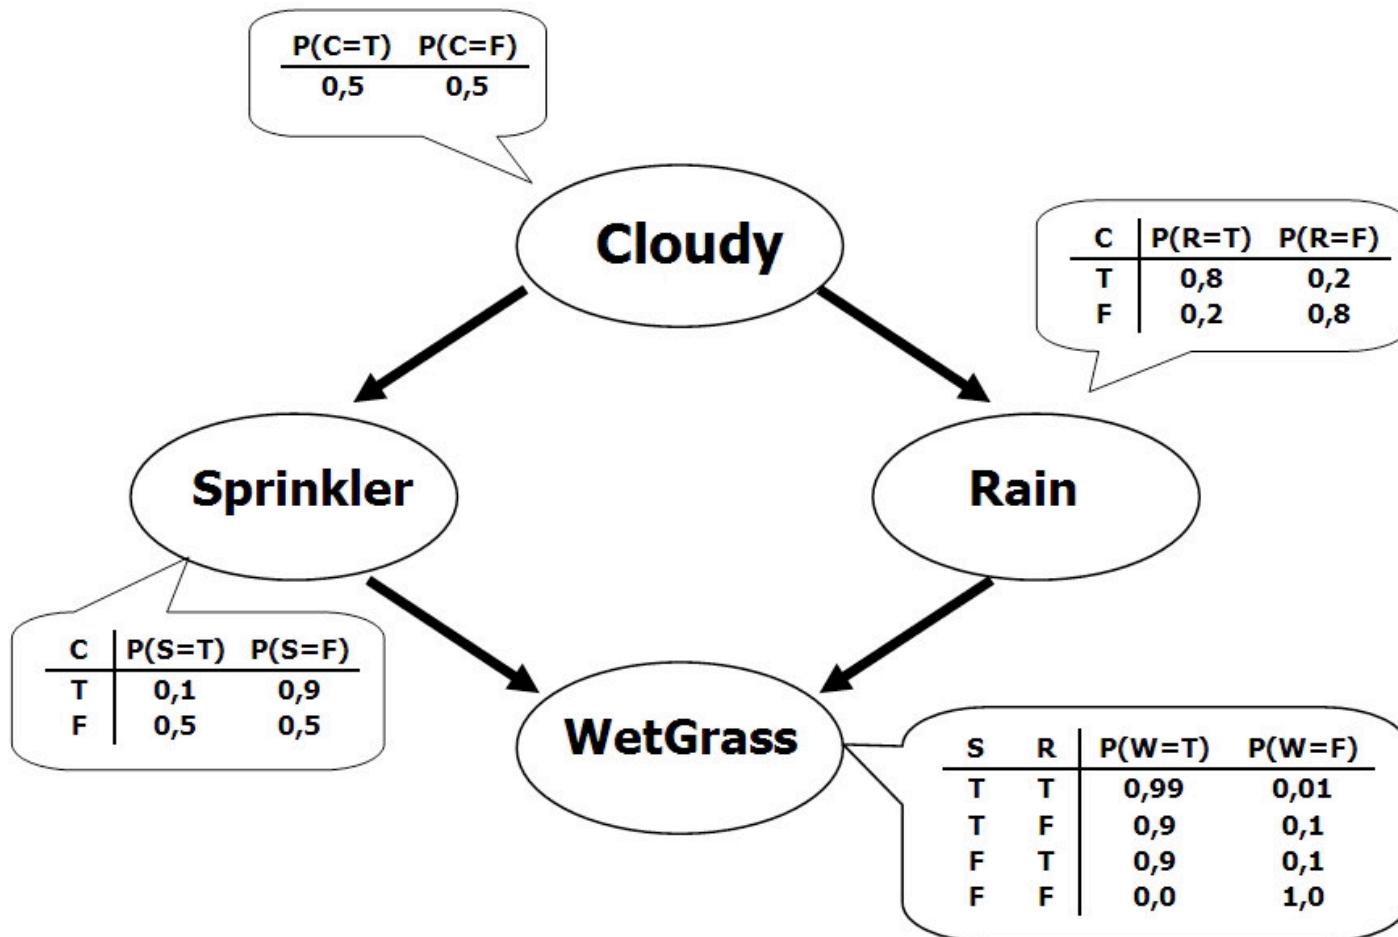 P(C=T) P(C=F)
0,5 0,5
Cloudy
C P(R=T) P(R=F)
T 0,8 0,2
F 0,2 0,8
Sprinkler
Rain
C P(S=T) P(S=F)
T 0,1 0,9
F 0,5 0,5
WetGrass
S R P(W=T) P(W=F)
T T 0,99 0,01
T F 0,9 0,1
F T 0,9 0,1
F F 0,0 1,0